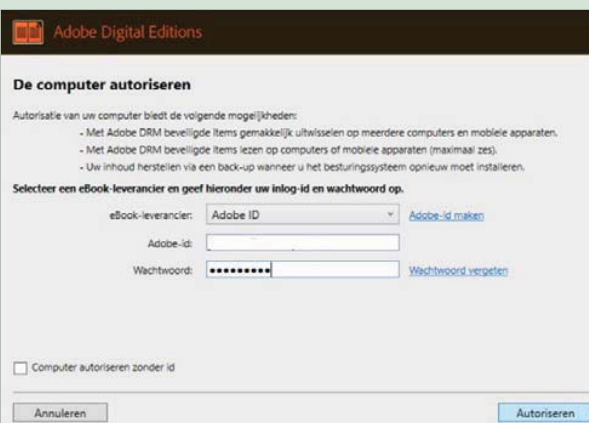 Adobe Digital Editions
De computer autoriseren
Autorisatie van uw computer biedt de volgende mogelijkheden:
- Met Adobe DRM beveiligde items gemakkelijk uitwisselen op meerdere computers en mobiele apparaten.
- Met Adobe DRM beveiligde items lezen op computers of mobiele apparaten (maximaal zes).
- Uw inhoud herstellen via een back-up wanneer u het besturingssysteem opnieuw moet installeren.
Selecteer een eBook-leverancier en geef hieronder uw inlog-id en wachtwoord op.
eBook-leverancier: Adobe ID Adobe-id maken
Adobe-id:
Wachtwoord: ●●●●●●●●● Wachtwoord vergeten
Computer autoriseren zonder id
Annuleren Autoriseren